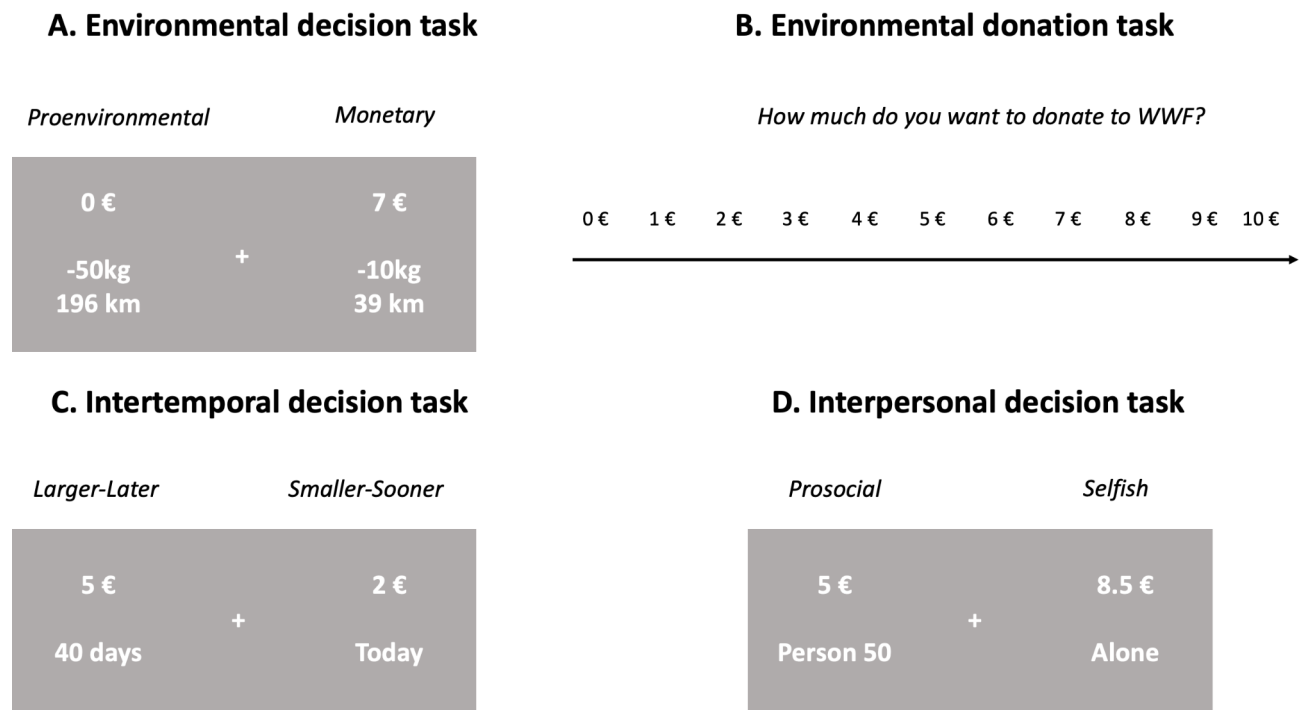 A. Environmental decision task
Proenvironmental Monetary
0 € 7 €
+
-50kg -10kg
196 km 39 km
B. Environmental donation task
How much do you want to donate to WWF?
0 € 1 € 2 € 3 € 4 € 5 € 6 € 7 € 8 € 9 € 10 €
C. Intertemporal decision task
Larger-Later Smaller-Sooner
5 € 2 €
+
40 days Today
D. Interpersonal decision task
Prosocial Selfish
5 € 8.5 €
+
Person 50 Alone